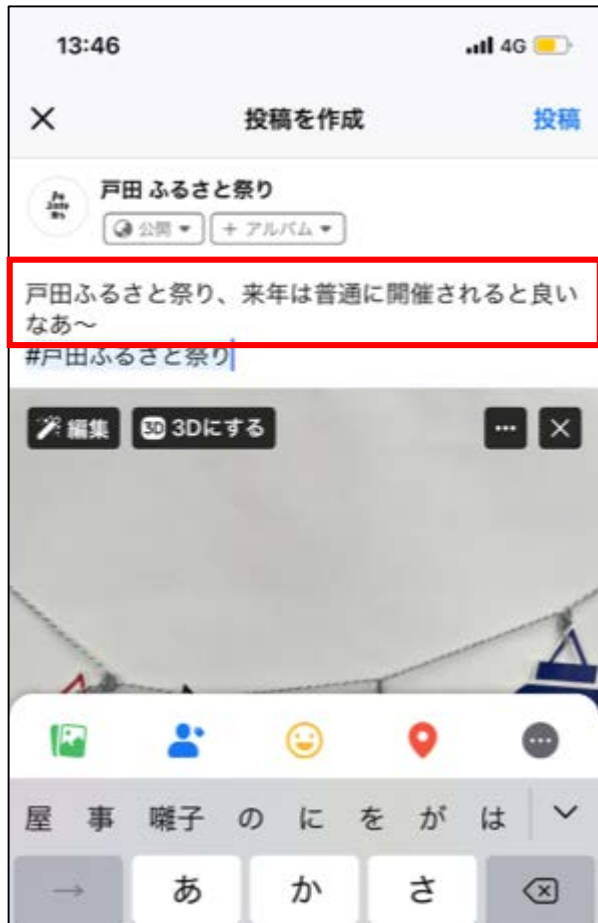 13:46
4G
投稿を作成
投稿
戸田 ふるさと祭り
公開
+ アルバム
戸田ふるさと祭り、来年は普通に開催されると良い
なあ〜
#戸田ふるさと祭り
編集
3D 3Dにする
屋 事 囃子 の に を が は
→ あ か さ